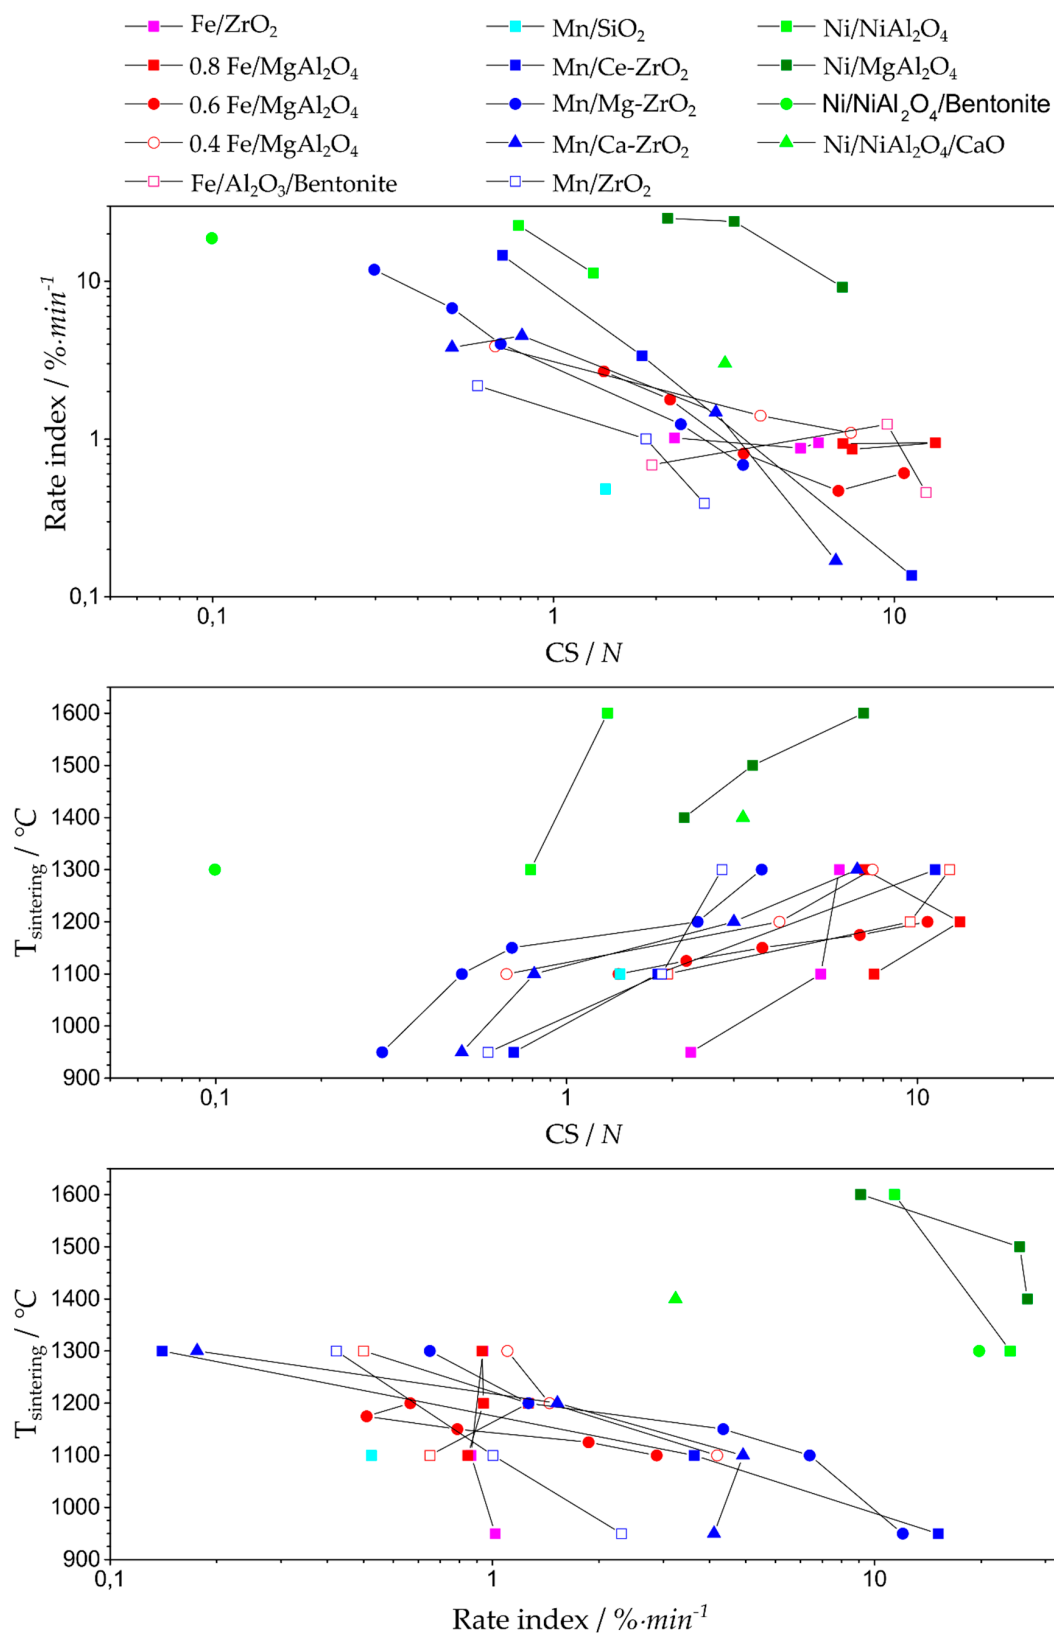 Fe/ZrO₂ Mn/SiO₂ Ni/NiAl₂O₄
0.8 Fe/MgAl₂O₄ Mn/Ce-ZrO₂ Ni/MgAl₂O₄
0.6 Fe/MgAl₂O₄ Mn/Mg-ZrO₂ Ni/NiAl₂O₄/Bentonite
0.4 Fe/MgAl₂O₄ Mn/Ca-ZrO₂ Ni/NiAl₂O₄/CaO
Fe/Al₂O₃/Bentonite Mn/ZrO₂
Rate index / %·min⁻¹
10
1
0,1
0,1 1 10
CS / N
T_sintering / °C
1600
1500
1400
1300
1200
1100
1000
900
0,1 1 10
CS / N
T_sintering / °C
1600
1500
1400
1300
1200
1100
1000
900
0,1 1 10
Rate index / %·min⁻¹